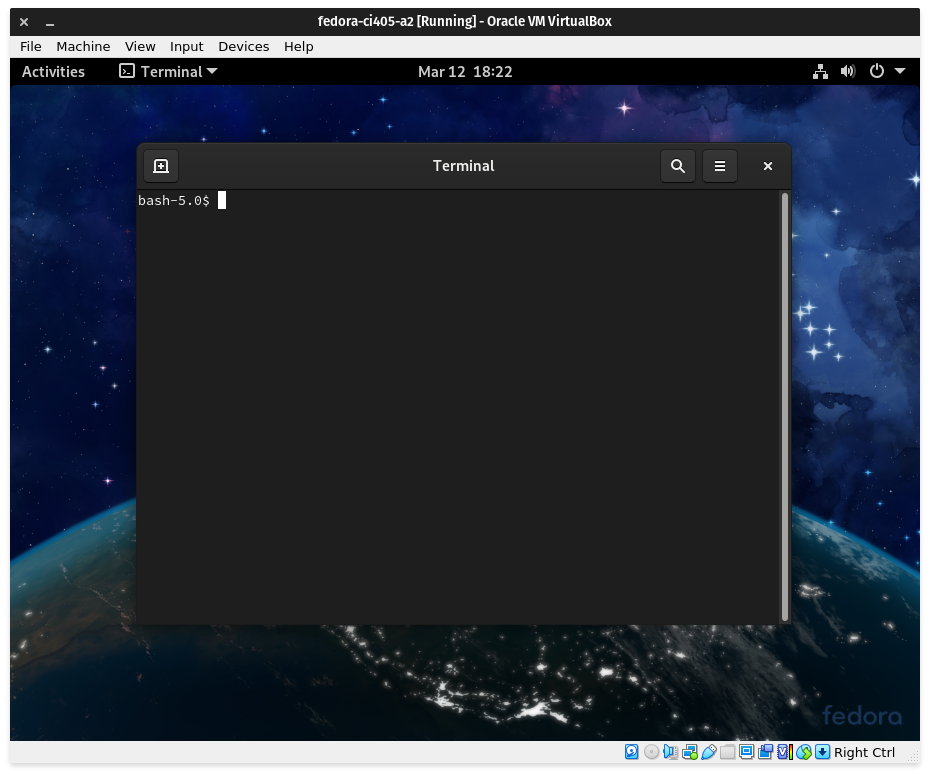 fedora-ci405-a2 [Running] - Oracle VM VirtualBox
File Machine View Input Devices Help
Activities Terminal Mar 12 18:22
Terminal
bash-5.0$
fedora
Right Ctrl